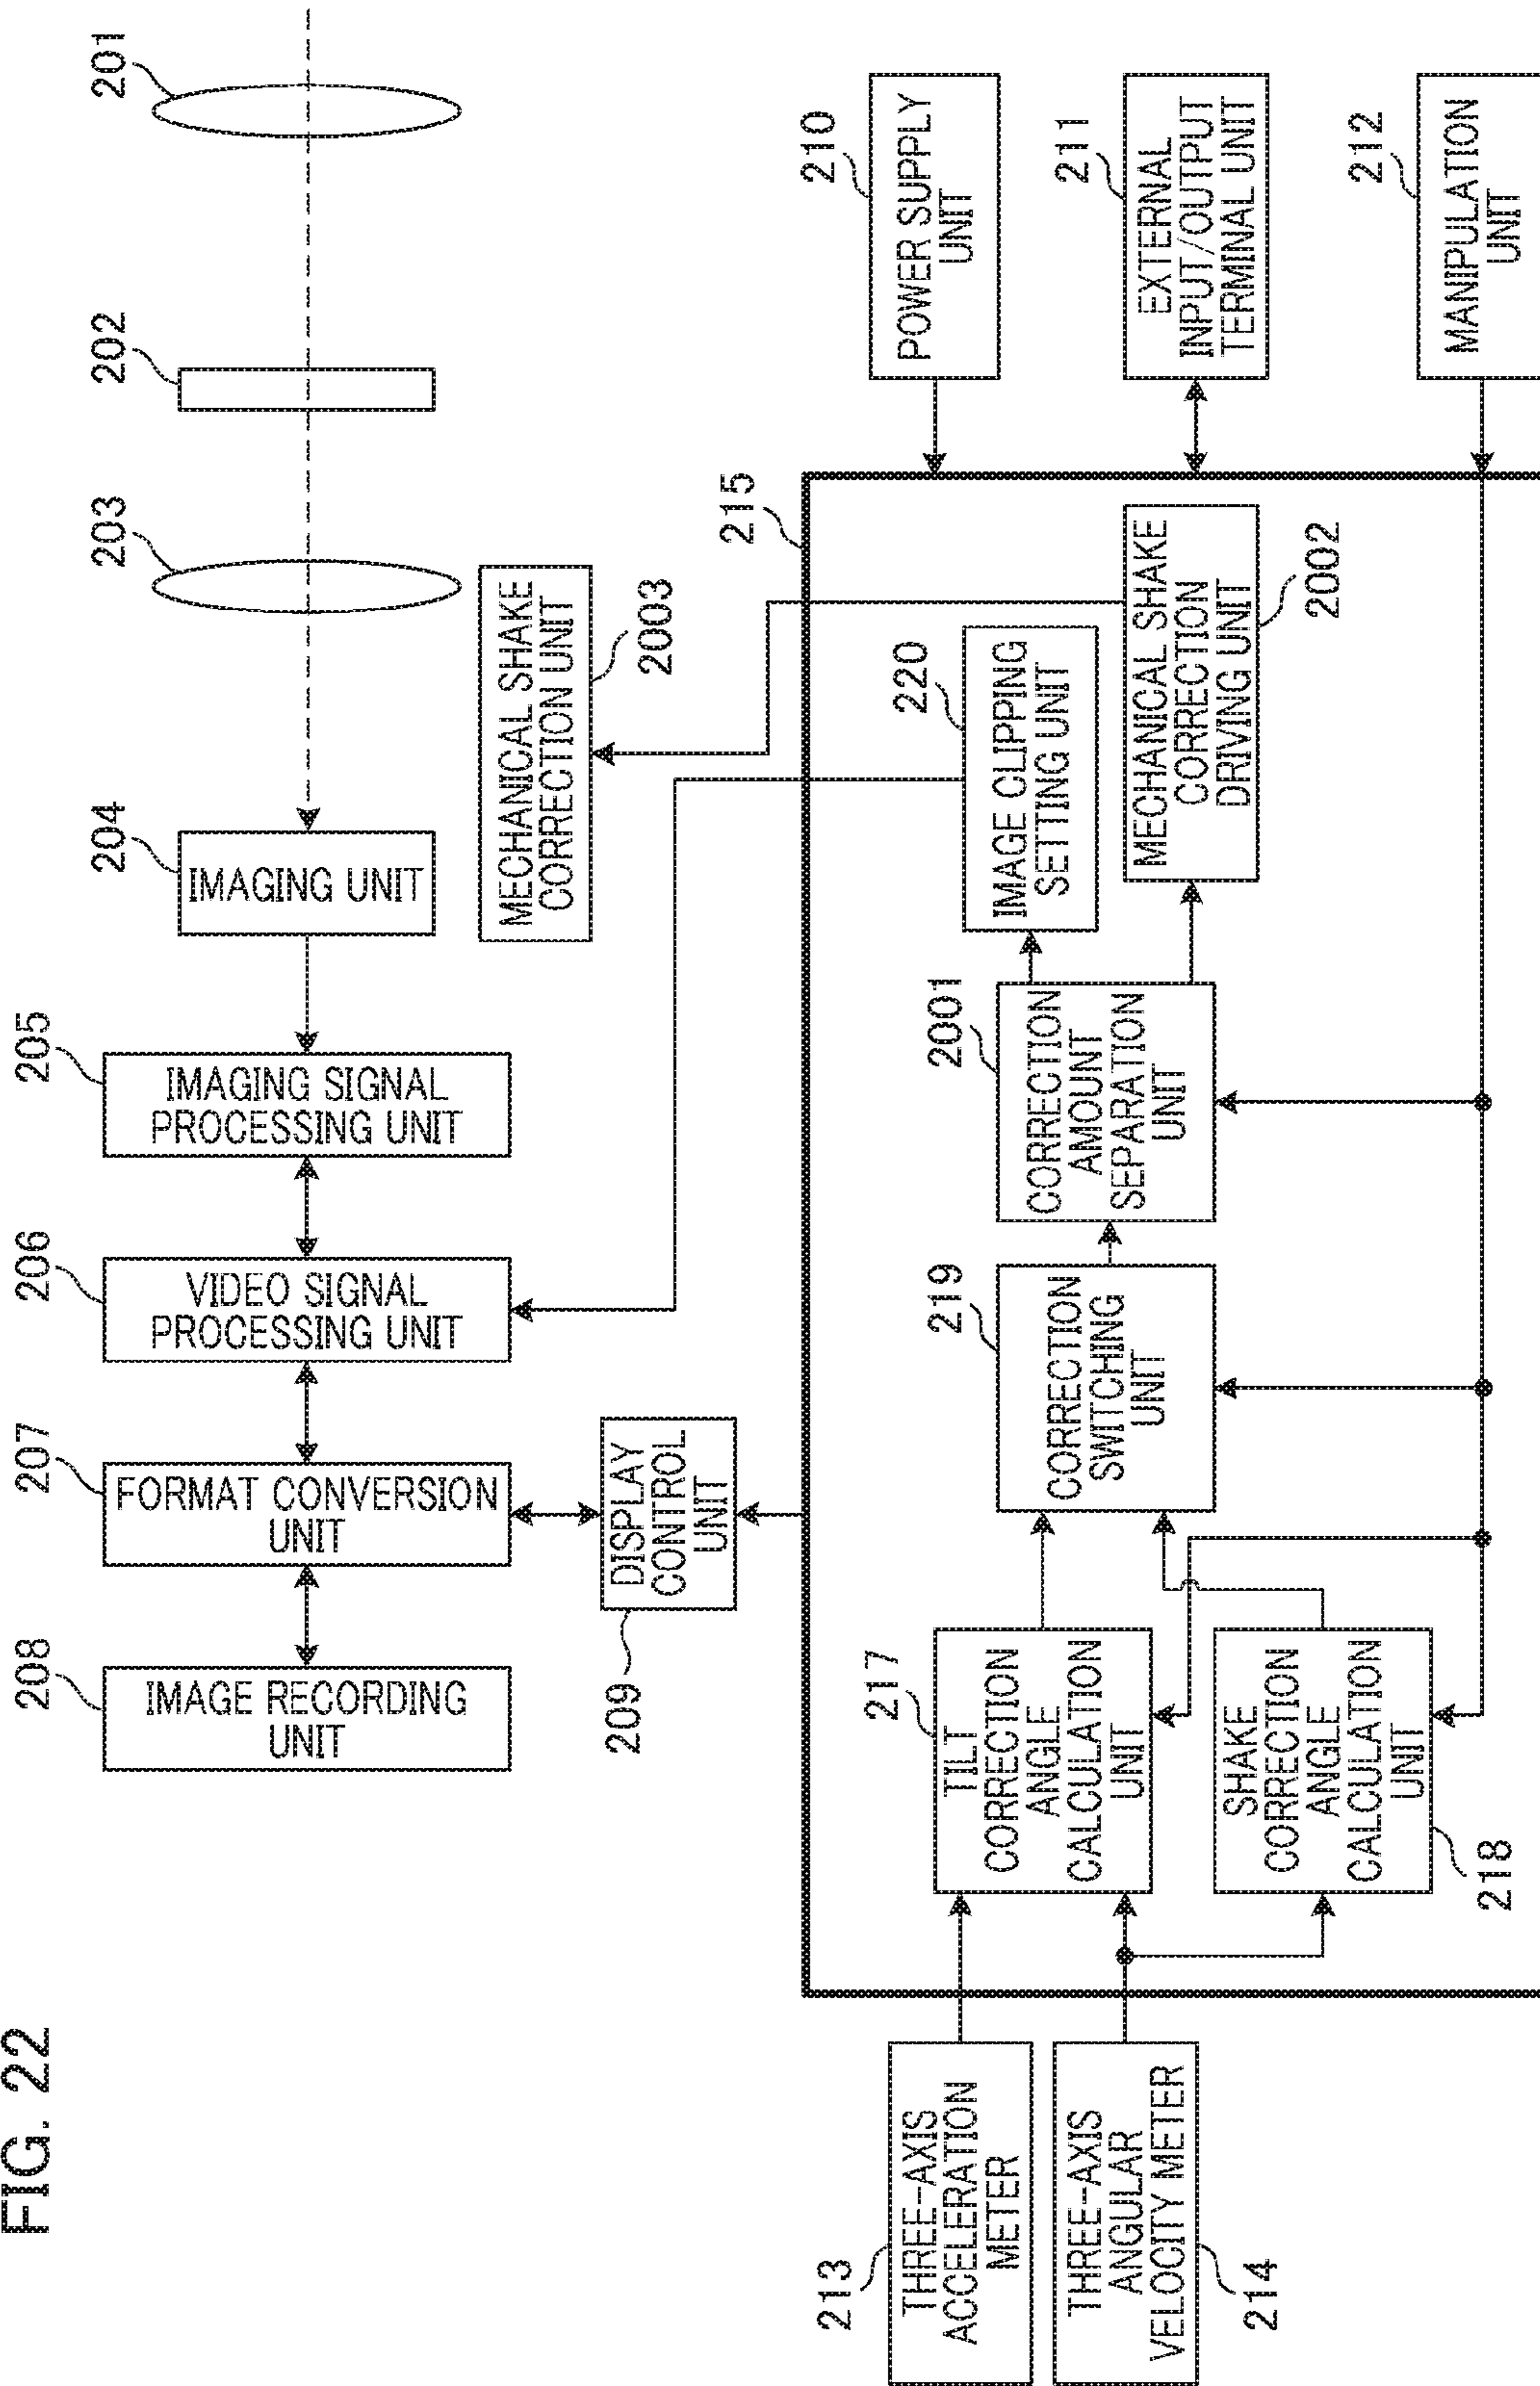 FIG. 22
201
202
203
204
IMAGING UNIT
205
IMAGING SIGNAL
PROCESSING UNIT
206
VIDEO SIGNAL
PROCESSING UNIT
207
FORMAT CONVERSION
UNIT
208
IMAGE RECORDING
UNIT
209
DISPLAY
CONTROL
UNIT
MECHANICAL SHAKE
CORRECTION UNIT
2003
210
POWER SUPPLY
UNIT
211
EXTERNAL
INPUT/OUTPUT
TERMINAL UNIT
212
MANIPULATION
UNIT
215
213
THREE-AXIS
ACCELERATION
METER
214
THREE-AXIS
ANGULAR
VELOCITY METER
217
TILT
CORRECTION
ANGLE
CALCULATION
UNIT
218
SHAKE
CORRECTION
ANGLE
CALCULATION
UNIT
219
CORRECTION
SWITCHING
UNIT
2001
CORRECTION
AMOUNT
SEPARATION
UNIT
220
IMAGE CLIPPING
SETTING UNIT
MECHANICAL SHAKE
CORRECTION
DRIVING UNIT
2002